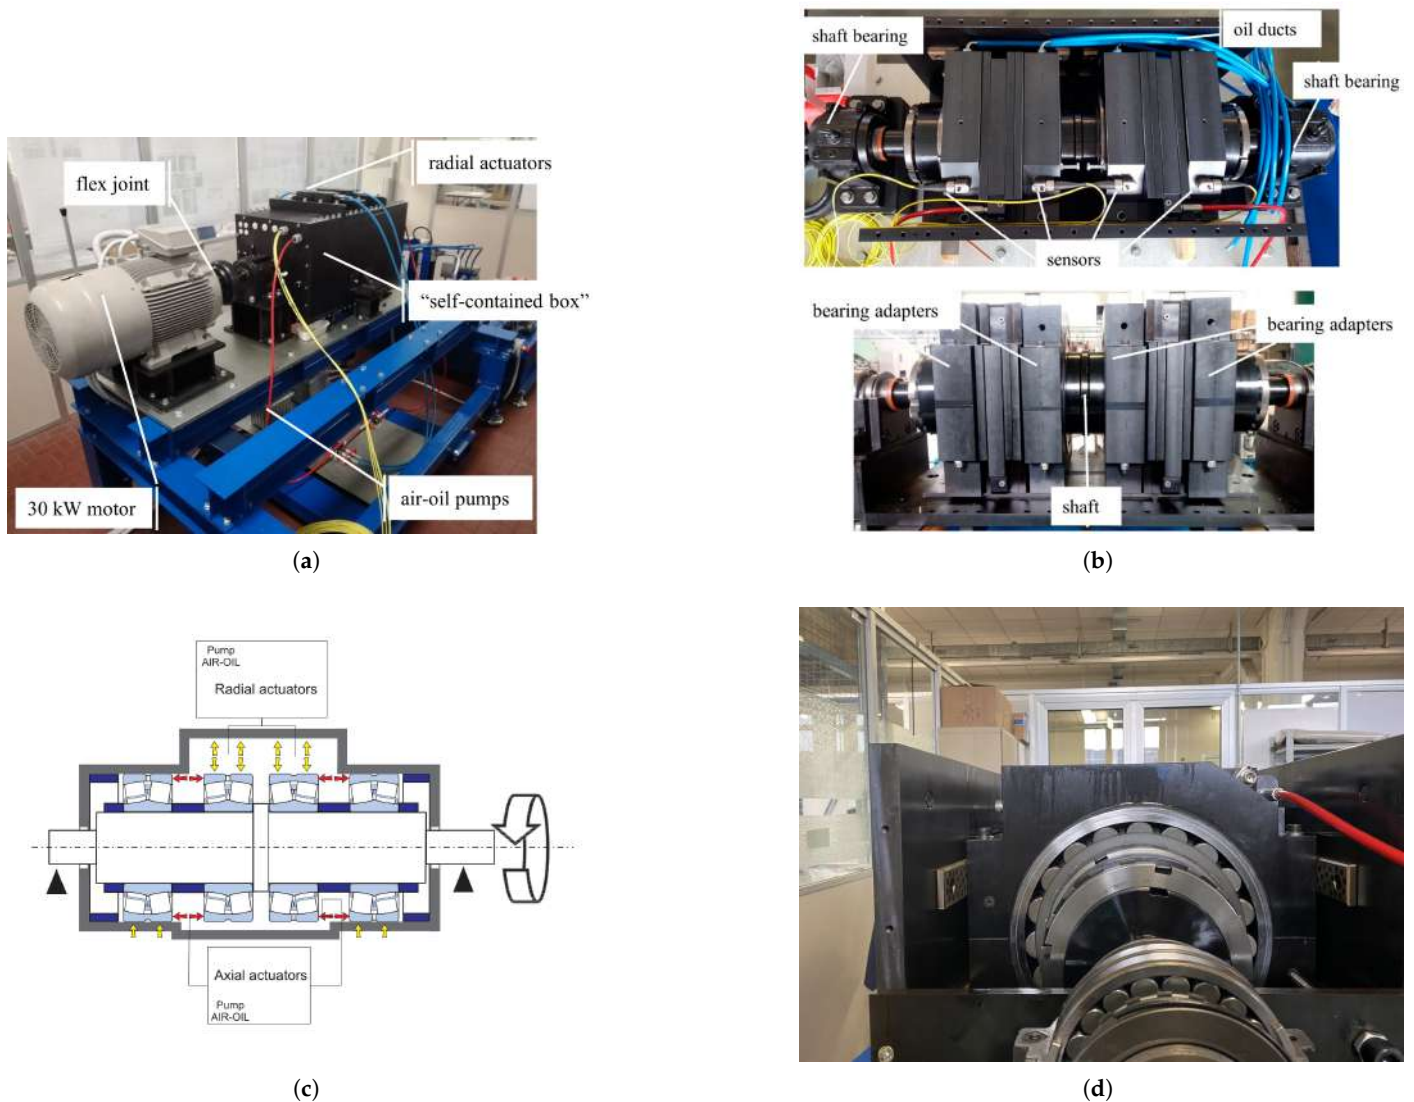 radial actuators
flex joint
“self-contained box”
air-oil pumps
30 kW motor
(a)
shaft bearing
oil ducts
shaft bearing
sensors
bearing adapters
bearing adapters
shaft
(b)
Pump
AIR-OIL
Radial actuators
Axial actuators
Pump
AIR-OIL
(c)
(d)